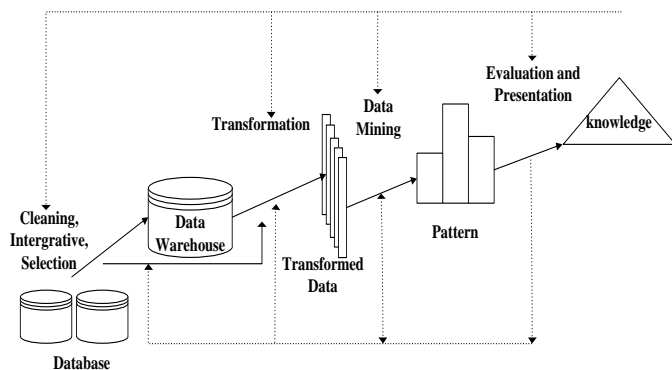 Evaluation and
Presentation
Data
Mining
Transformation
knowledge
Cleaning,
Intergrative,
Selection
Data
Warehouse
Pattern
Transformed
Data
Database